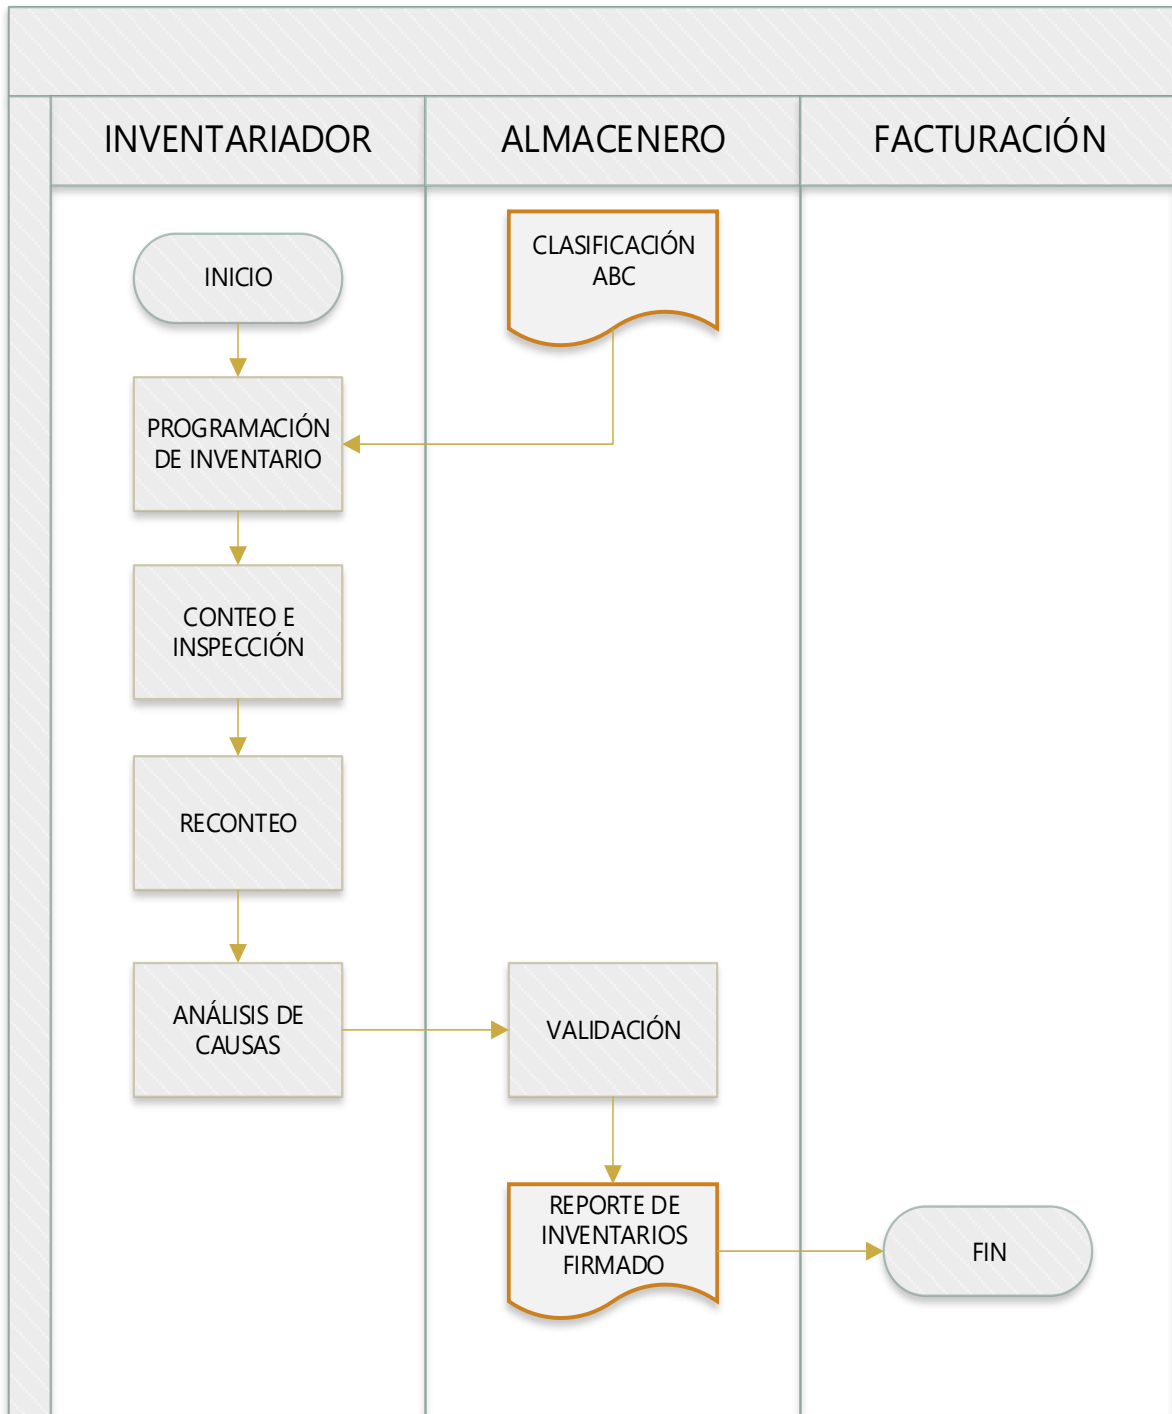 INVENTARIADOR
ALMACENERO
FACTURACIÓN
INICIO
CLASIFICACIÓN
ABC
PROGRAMACIÓN
DE INVENTARIO
CONTEO E
INSPECCIÓN
RECONTEO
ANÁLISIS DE
CAUSAS
VALIDACIÓN
REPORTE DE
INVENTARIOS
FIRMADO
FIN